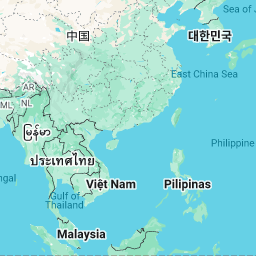 Sea of J
中国
대한민국
East China Sea
AR
ML
NL
မြန်မာ
Philippine
ประเทศไทย
ngal
Việt Nam
Pilipinas
Gulf of
Thailand
Malaysia